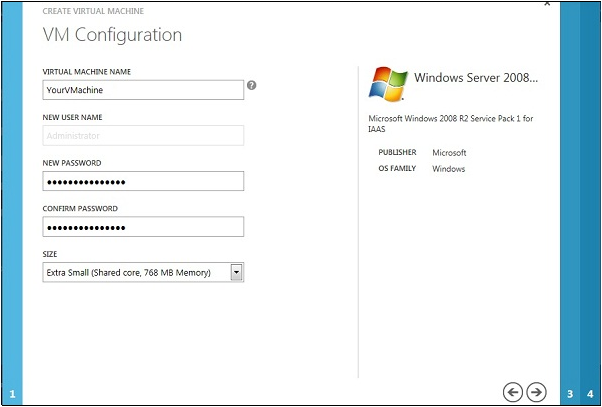 CREATE VIRTUAL MACHINE
VM Configuration
VIRTUAL MACHINE NAME
YourVMachine
?
NEW USER NAME
Administrator
NEW PASSWORD
●●●●●●●●●●●●●●●
CONFIRM PASSWORD
●●●●●●●●●●●●●●●
SIZE
Extra Small (Shared core, 768 MB Memory)
Windows Server 2008...
Microsoft Windows 2008 R2 Service Pack 1 for
IAAS
PUBLISHER Microsoft
OS FAMILY Windows
1
3
4